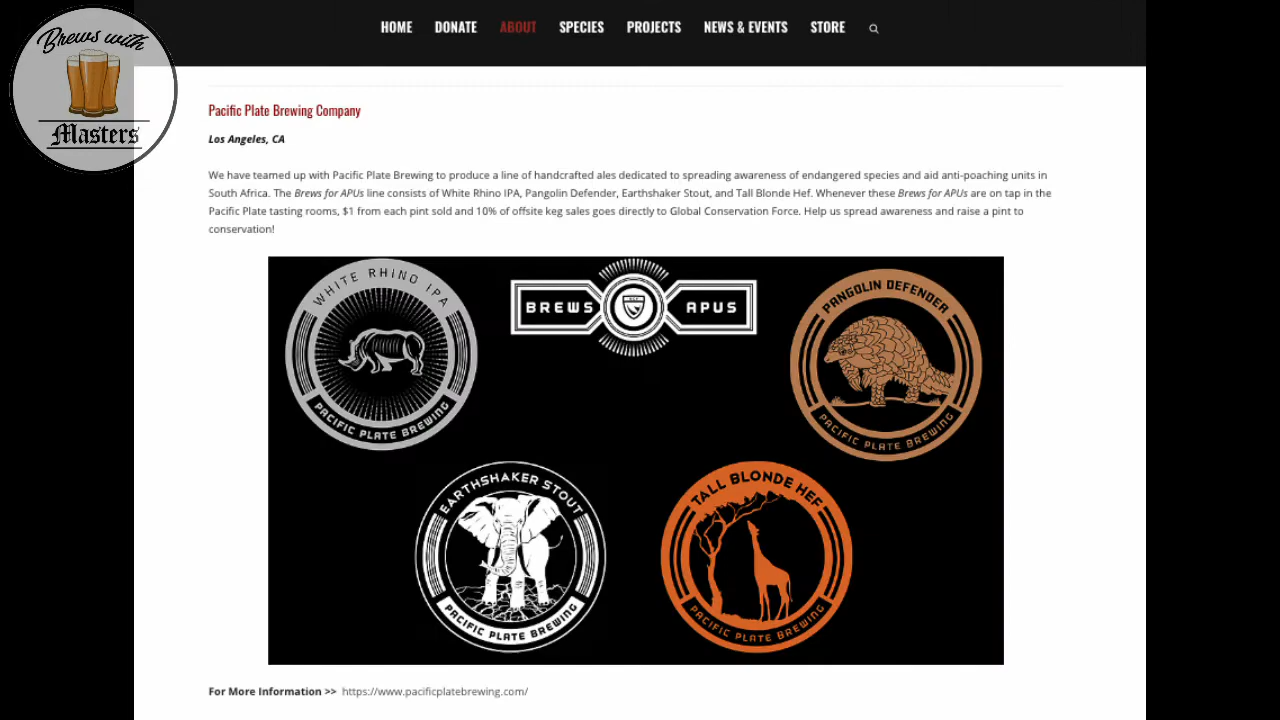 Brews with
Masters
HOME DONATE ABOUT SPECIES PROJECTS NEWS & EVENTS STORE
Pacific Plate Brewing Company
Los Angeles, CA
We have teamed up with Pacific Plate Brewing to produce a line of handcrafted ales dedicated to spreading awareness of endangered species and aid anti-poaching units in
South Africa. The Brews for APUs line consists of White Rhino IPA, Pangolin Defender, Earthshaker Stout, and Tall Blonde Hef. Whenever these Brews for APUs are on tap in the
Pacific Plate tasting rooms, $1 from each pint sold and 10% of offsite keg sales goes directly to Global Conservation Force. Help us spread awareness and raise a pint to
conservation!
WHITE RHINO IPA
PACIFIC PLATE BREWING
BREWS APUS
PANGOLIN DEFENDER
PACIFIC PLATE BREWING
EARTHSHAKER STOUT
PACIFIC PLATE BREWING
TALL BLONDE HEF
PACIFIC PLATE BREWING
For More Information >> https://www.pacificplatebrewing.com/